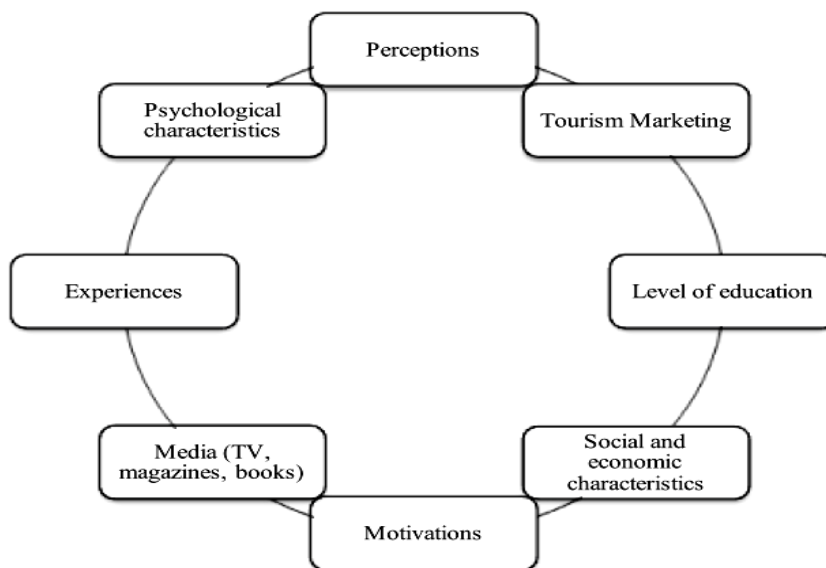 Perceptions
Tourism Marketing
Level of education
Social and
economic
characteristics
Motivations
Media (TV,
magazines, books)
Experiences
Psychological
characteristics